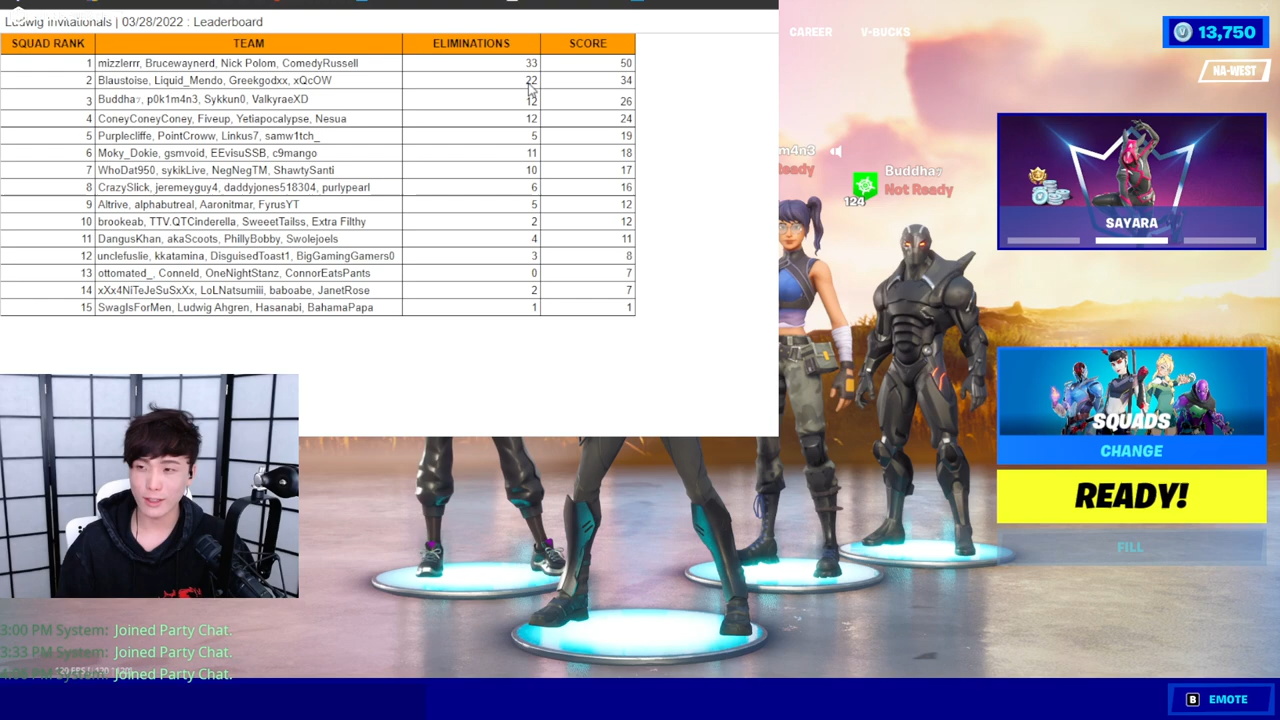 Ludwig Invitationals | 03/28/2022 : Leaderboard
SQUAD RANK TEAM ELIMINATIONS SCORE
1 mizzlerrr, Brucewaynerd, Nick Polom, ComedyRussell 33 50
2 Blaustoise, Liquid_Mendo, Greekgodxx, xQcOW 22 34
3 Buddha7, p0k1m4n3, Sykkun0, ValkyraeXD 12 26
4 ConeyConeyConey, Fiveup, Yetiapocalypse, Nesua 12 24
5 Purplecliffe, PointCroww, Linkus7, samw1tch_ 5 19
6 Moky_Dokie, gsmvoid, EEvisuSSB, c9mango 11 18
7 WhoDat950, sykikLive, NegNegTM, ShawtySanti 10 17
8 CrazySlick, jeremeyguy4, daddyjones518304, purlypearl 6 16
9 Altrive, alphabutreal, Aaronitmar, FyrusYT 5 12
10 brookeab, TTV.QTCinderella, SweeetTailss, Extra Filthy 2 12
11 DangusKhan, akaScoots, PhillyBobby, Swolejoels 4 11
12 unclefuslie, kkatamina, DisguisedToast1, BigGamingGamers0 3 8
13 ottomated_, Conneld, OneNightStanz, ConnorEatsPants 0 7
14 xXx4NiTeJeSuSxXx, LoLNatsumiii, baboabe, JanetRose 2 7
15 SwagIsForMen, Ludwig Ahgren, Hasanabi, BahamaPapa 1 1
CAREER V-BUCKS
13,750
NA-WEST
m4n3
eady
Buddha7
Not Ready
124
SAYARA
SQUADS
CHANGE
READY!
FILL
3:00 PM System: Joined Party Chat.
3:33 PM System: Joined Party Chat.
System: Joined Party Chat.
B EMOTE